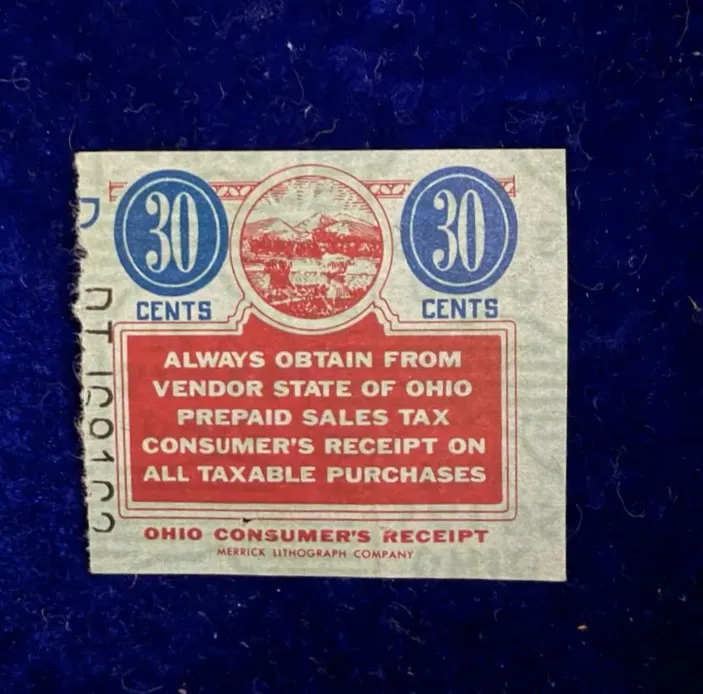 30 30
CENTS CENTS
ALWAYS OBTAIN FROM
VENDOR STATE OF OHIO
PREPAID SALES TAX
CONSUMER'S RECEIPT ON
ALL TAXABLE PURCHASES
OHIO CONSUMER'S RECEIPT
MERRICK LITHOGRAPH COMPANY